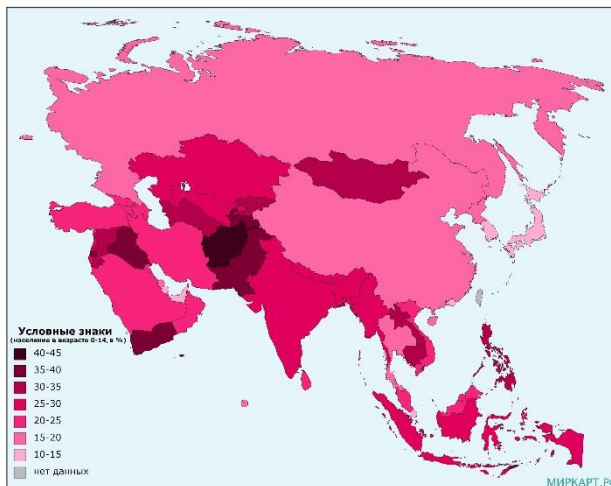 Условные знаки
(население в возрасте 0-14, в %)
40-45
35-40
30-35
25-30
20-25
15-20
10-15
нет данных
МИРКАРТ.РФ